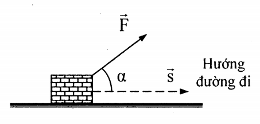 F⃗
α
s⃗
Hướng
đường đi